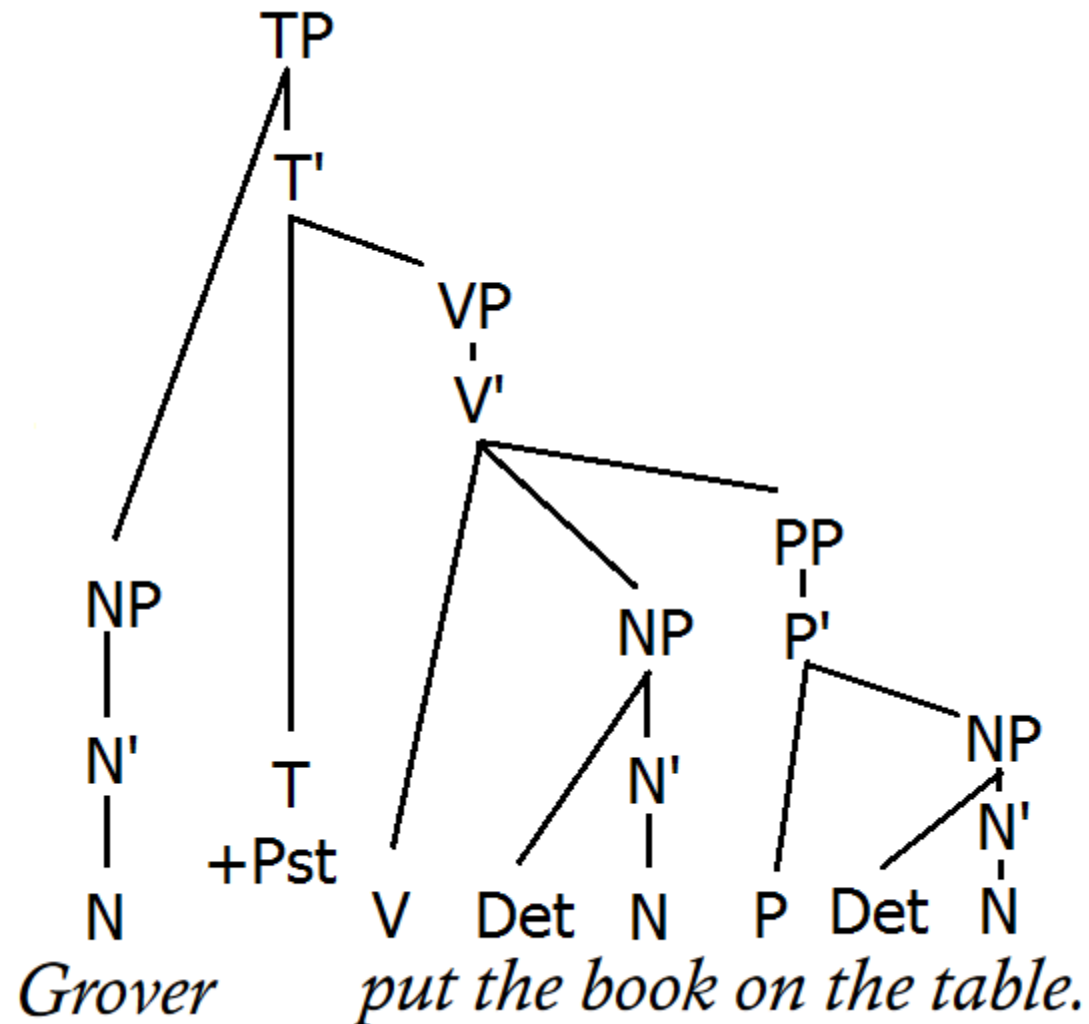 TP
T'
VP
V'
PP
NP NP P'
NP
N' T N' N'
+Pst
N V Det N P Det N
Grover put the book on the table.